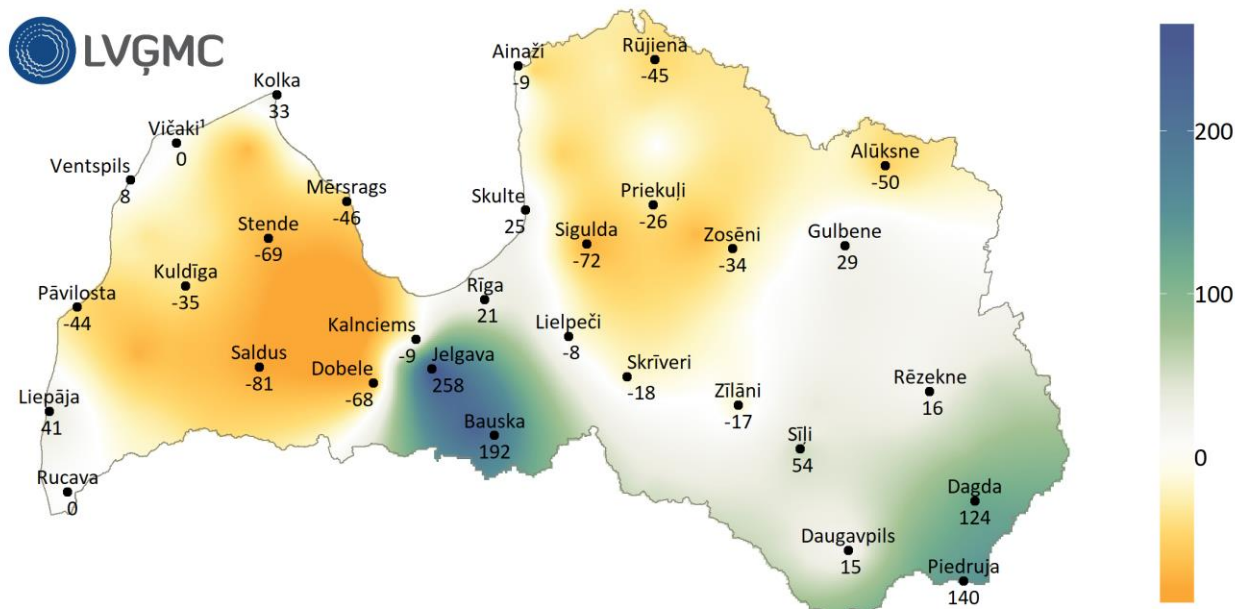 LVĢMC
Ainaži
-9
Rūjiena
-45
Kolka
33
Vičaki
0
Alūksne
-50
Ventspils
8
Mērsrags
-46
Skulte
25
Priekuļi
-26
Stende
-69
Sigulda
-72
Zosēni
-34
Gulbene
29
Kuldīga
-35
Pāvilosta
-44
Rīga
21
Kalnciems
-9
Lielpeči
-8
Saldus
-81
Dobele
-68
Jelgava
258
Skrīveri
-18
Rēzekne
16
Zīlāni
-17
Liepāja
41
Bauska
192
Sīļi
54
Rucava
0
Dagda
124
Daugavpils
15
Piedruja
140
200
100
0